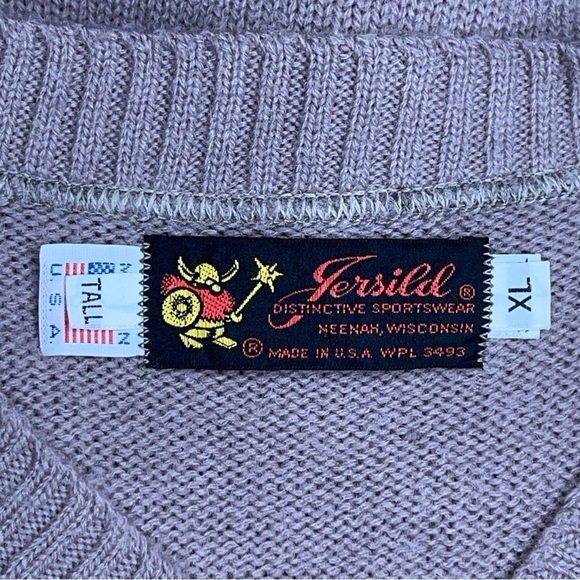 Jersild ®
DISTINCTIVE SPORTSWEAR
NEENAH, WISCONSIN
® MADE IN U.S.A. WPL 3493
TALL
U.S.A
XL